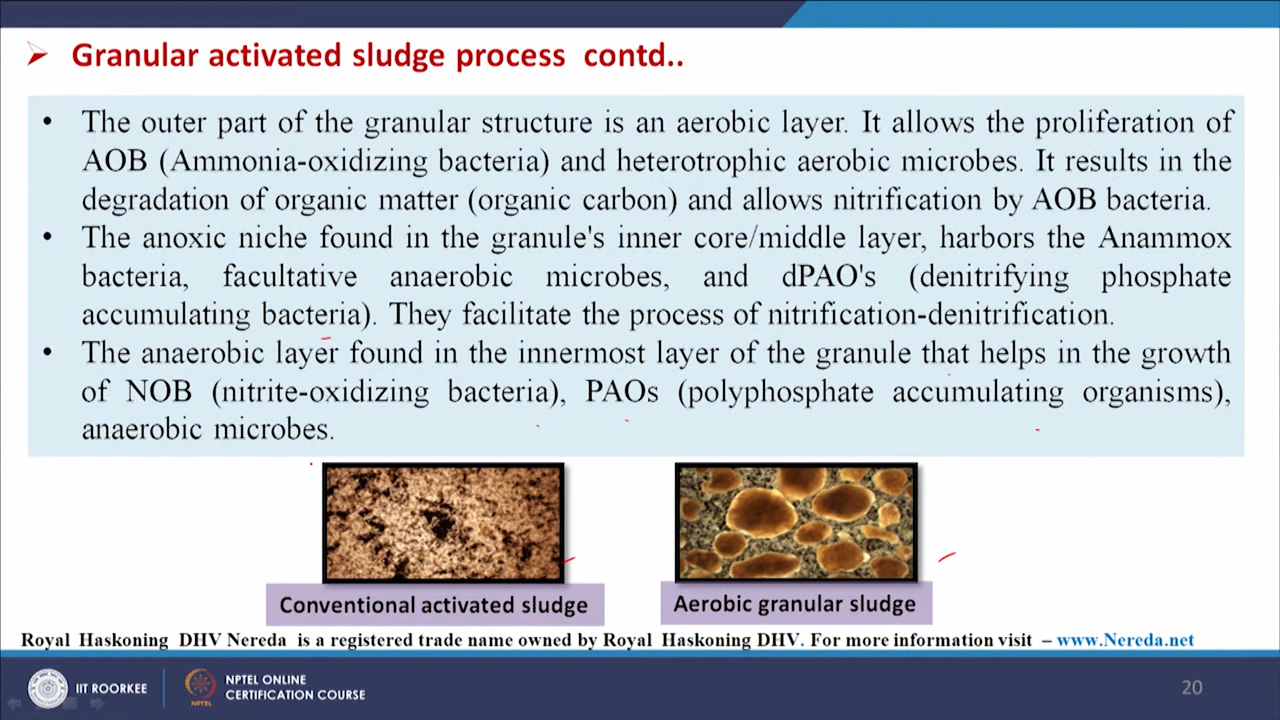 Granular activated sludge process contd..
• The outer part of the granular structure is an aerobic layer. It allows the proliferation of
AOB (Ammonia-oxidizing bacteria) and heterotrophic aerobic microbes. It results in the
degradation of organic matter (organic carbon) and allows nitrification by AOB bacteria.
• The anoxic niche found in the granule's inner core/middle layer, harbors the Anammox
bacteria, facultative anaerobic microbes, and dPAO's (denitrifying phosphate
accumulating bacteria). They facilitate the process of nitrification-denitrification.
• The anaerobic layer found in the innermost layer of the granule that helps in the growth
of NOB (nitrite-oxidizing bacteria), PAOs (polyphosphate accumulating organisms),
anaerobic microbes.
Conventional activated sludge
Aerobic granular sludge
Royal Haskoning DHV Nereda is a registered trade name owned by Royal Haskoning DHV. For more information visit – www.Nereda.net
IIT ROORKEE
NPTEL
NPTEL ONLINE
CERTIFICATION COURSE
20